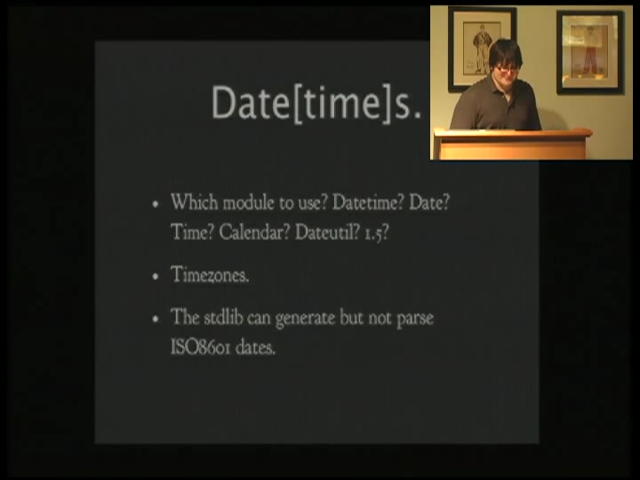 Date[time]s.
• Which module to use? Datetime? Date?
Time? Calendar? Dateutil? 1.5?
• Timezones.
• The stdlib can generate but not parse
ISO8601 dates.